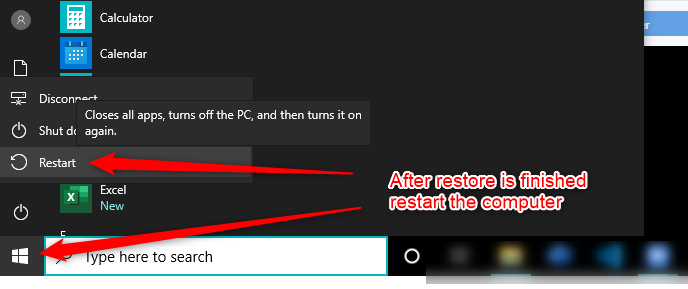 Calculator
Calendar
Disconnect
Closes all apps, turns off the PC, and then turns it on
again.
Shut do
Restart
After restore is finished
restart the computer
Excel
New
Type here to search